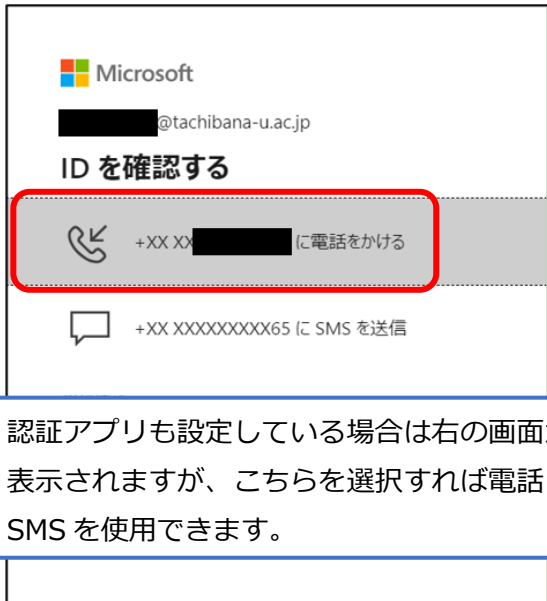 Microsoft
@tachibana-u.ac.jp
ID を確認する
+XX XX に電話をかける
+XX XXXXXXXXX65 に SMS を送信
認証アプリも設定している場合は右の画面
表示されますが、こちらを選択すれば電話
SMS を使用できます。